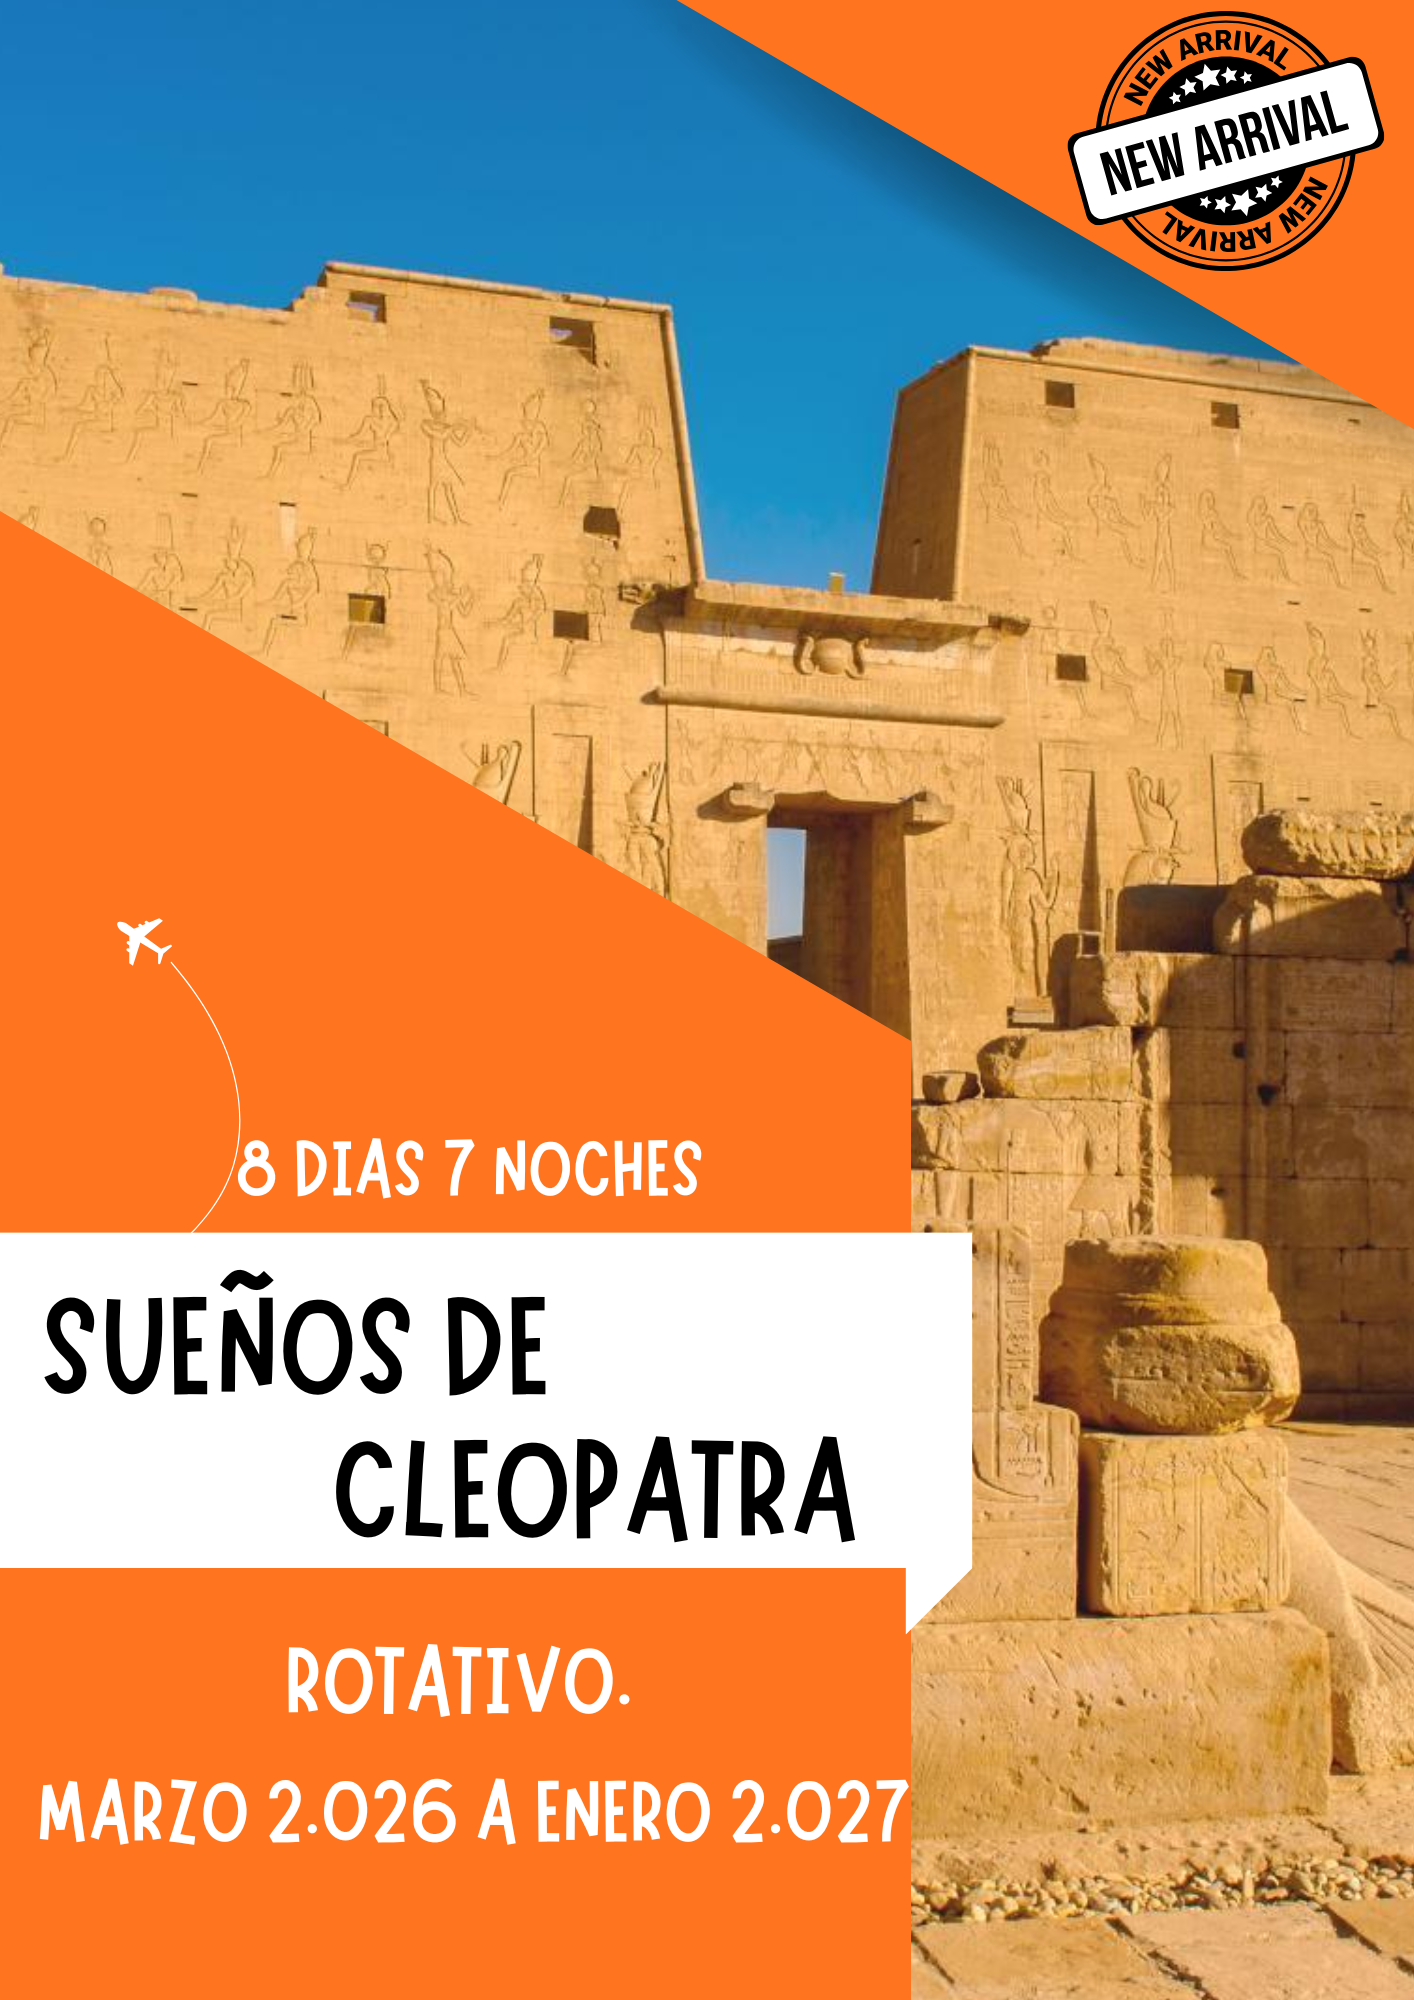 NEW ARRIVAL
NEW ARRIVAL
NEW ARRIVAL
8 DIAS 7 NOCHES
SUEÑOS DE
CLEOPATRA
ROTATIVO.
MARZO 2.026 A ENERO 2.027